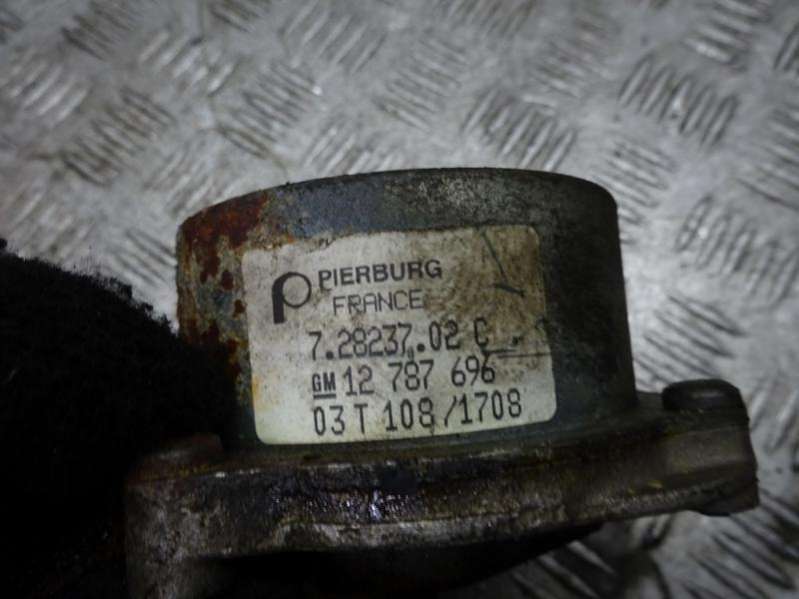 PIERBURG
FRANCE
7.28237.02 C
GM 12 787 696
03 T 108/1708